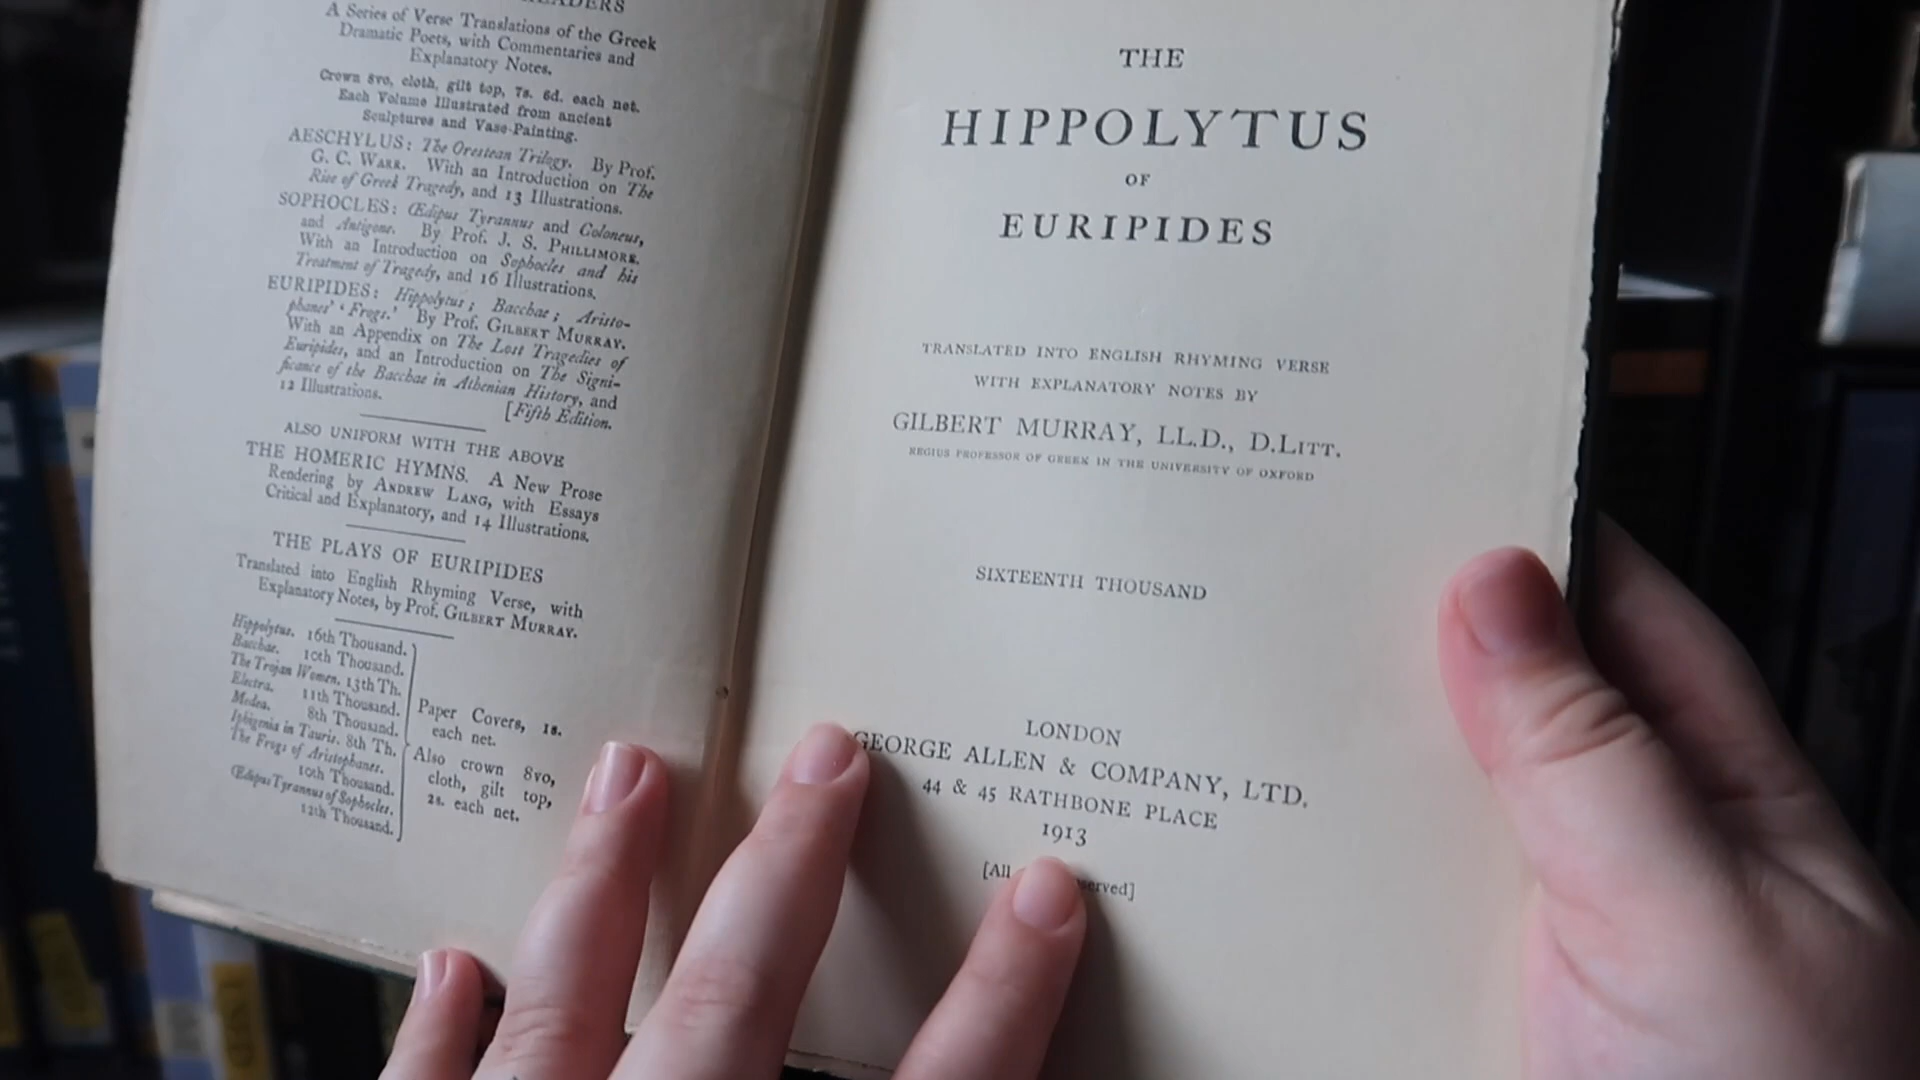 A Series of Verse Translations of the Greek
Dramatic Poets, with Commentaries and
Explanatory Notes.
Crown 8vo, cloth, gilt top, 7s. 6d. each net.
Each Volume Illustrated from ancient
Sculptures and Vase-Painting.
AESCHYLUS: The Orestean Trilogy. By Prof.
G. C. WARR. With an Introduction on The
Rise of Greek Tragedy, and 13 Illustrations.
SOPHOCLES: Œdipus Tyrannus and Coloneus,
and Antigone. By Prof. J. S. PHILLIMORE.
With an Introduction on Sophocles and his
Treatment of Tragedy, and 16 Illustrations.
EURIPIDES: Hippolytus; Bacchae; Aristo-
phanes' 'Frogs.' By Prof. GILBERT MURRAY.
With an Appendix on The Lost Tragedies of
Euripides, and an Introduction on The Signi-
ficance of the Bacchae in Athenian History, and
12 Illustrations.
[Fifth Edition.
ALSO UNIFORM WITH THE ABOVE
THE HOMERIC HYMNS. A New Prose
Rendering by ANDREW LANG, with Essays
Critical and Explanatory, and 14 Illustrations.
THE PLAYS OF EURIPIDES
Translated into English Rhyming Verse, with
Explanatory Notes, by Prof. GILBERT MURRAY.
Hippolytus. 16th Thousand.
Bacchae. 10th Thousand.
The Trojan Women. 13th Th.
Electra. 11th Thousand.
Medea. 8th Thousand.
Iphigenia in Tauris. 8th Th.
The Frogs of Aristophanes.
10th Thousand.
Œdipus Tyrannus of Sophocles.
12th Thousand.
Paper Covers, 1s.
each net.
Also crown 8vo,
cloth, gilt top,
2s. each net.
THE
HIPPOLYTUS
OF
EURIPIDES
TRANSLATED INTO ENGLISH RHYMING VERSE
WITH EXPLANATORY NOTES BY
GILBERT MURRAY, LL.D., D.LITT.
REGIUS PROFESSOR OF GREEK IN THE UNIVERSITY OF OXFORD
SIXTEENTH THOUSAND
LONDON
GEORGE ALLEN & COMPANY, LTD.
44 & 45 RATHBONE PLACE
1913
[All